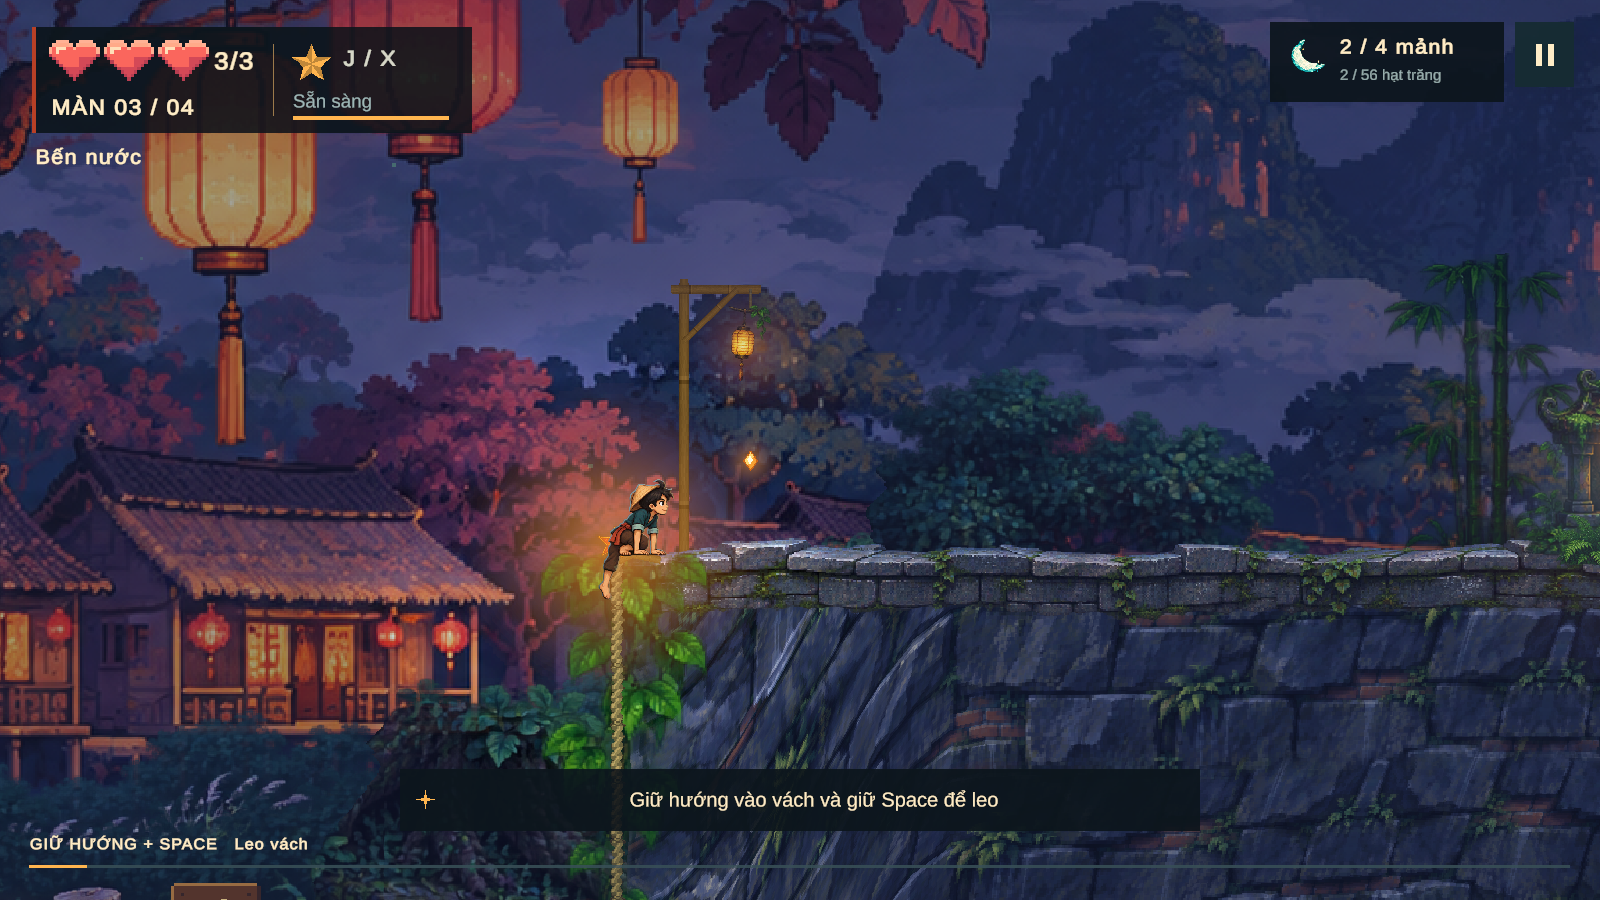 3/3
J / X
Sẵn sàng
MÀN 03 / 04
Bến nước
2 / 4 mảnh
2 / 56 hạt trăng
Giữ hướng vào vách và giữ Space để leo
GIỮ HƯỚNG + SPACE Leo vách